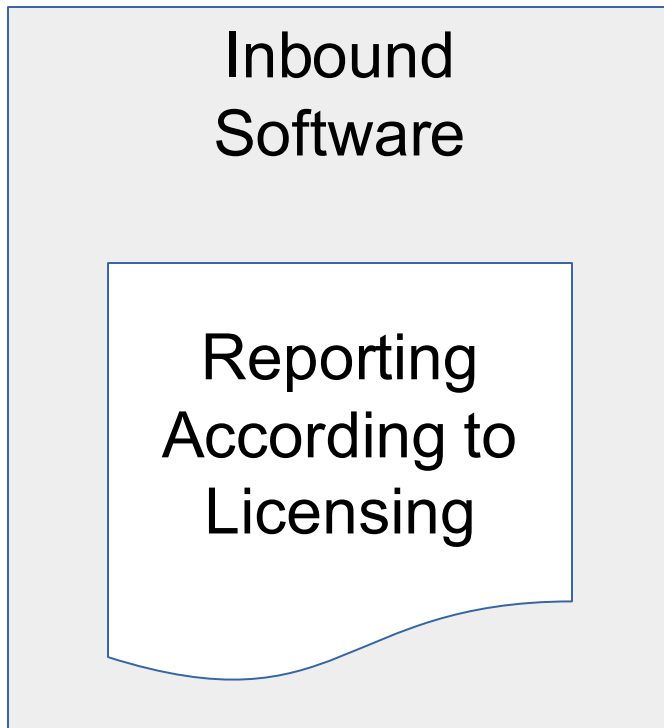 Inbound
Software
Reporting
According to
Licensing